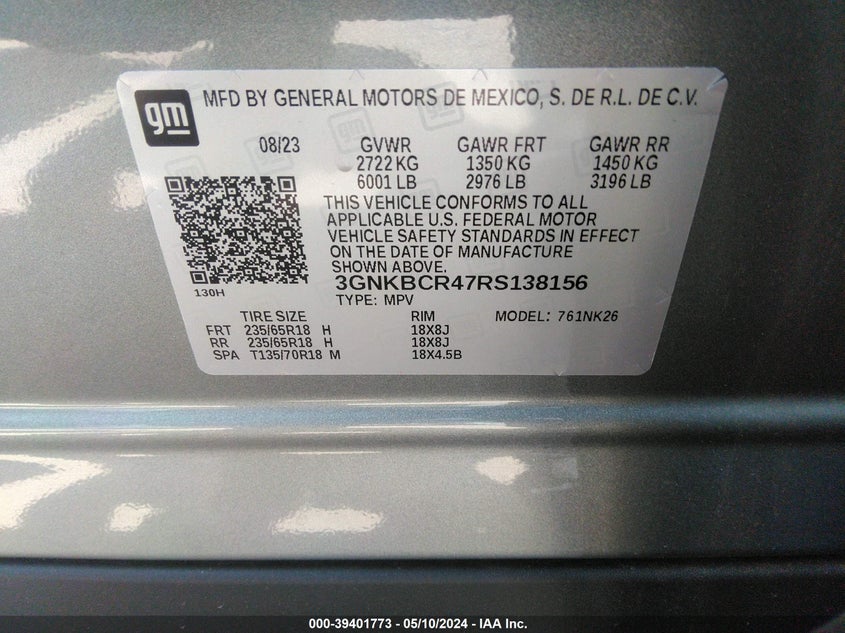 gm MFD BY GENERAL MOTORS DE MEXICO, S. DE R.L. DE C.V.
08/23 GVWR GAWR FRT GAWR RR
2722 KG 1350 KG 1450 KG
6001 LB 2976 LB 3196 LB
THIS VEHICLE CONFORMS TO ALL
APPLICABLE U.S. FEDERAL MOTOR
VEHICLE SAFETY STANDARDS IN EFFECT
ON THE DATE OF MANUFACTURE
SHOWN ABOVE.
3GNKBCR47RS138156
130H
TYPE: MPV
TIRE SIZE RIM MODEL: 761NK26
FRT 235/65R18 H 18X8J
RR 235/65R18 H 18X8J
SPA T135/70R18 M 18X4.5B
000-39401773 - 05/10/2024 - IAA Inc.